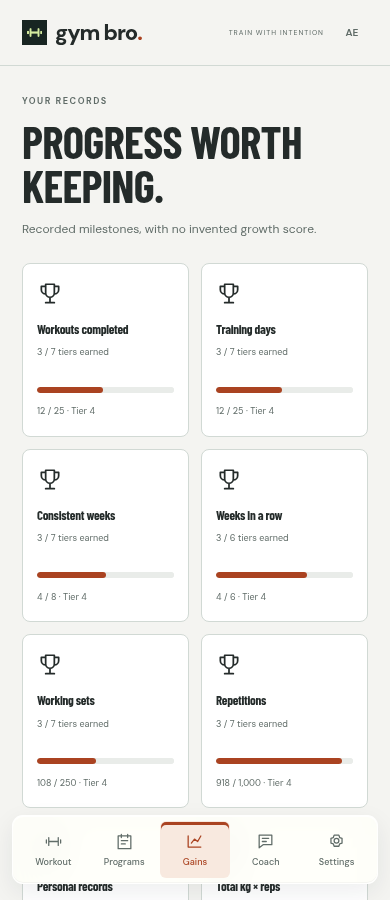 gym bro.
TRAIN WITH INTENTION
AE
YOUR RECORDS
PROGRESS WORTH
KEEPING.
Recorded milestones, with no invented growth score.
Workouts completed
3 / 7 tiers earned
12 / 25 · Tier 4
Training days
3 / 7 tiers earned
12 / 25 · Tier 4
Consistent weeks
3 / 7 tiers earned
4 / 8 · Tier 4
Weeks in a row
3 / 6 tiers earned
4 / 6 · Tier 4
Working sets
3 / 7 tiers earned
108 / 250 · Tier 4
Repetitions
3 / 7 tiers earned
918 / 1,000 · Tier 4
Workout
Programs
Gains
Coach
Settings
Personal records
Total kg × reps